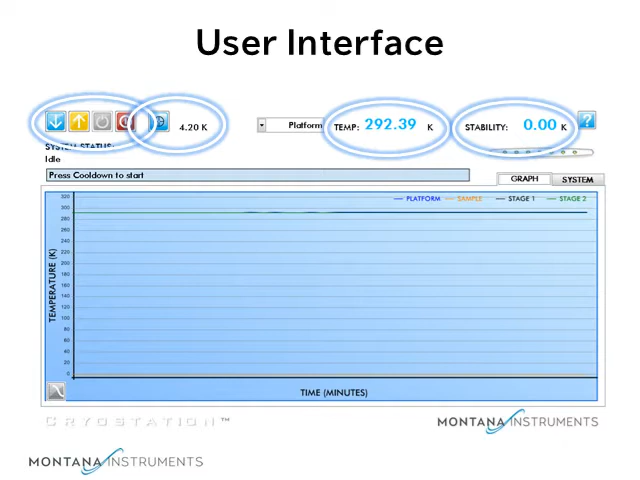 User Interface
4.20 K
Platform
TEMP: 292.39 K
STABILITY: 0.00 K
?
SYSTEM STATUS:
Idle
Press Cooldown to start
GRAPH
SYSTEM
PLATFORM
SAMPLE
STAGE 1
STAGE 2
320
300
280
260
240
220
200
180
160
140
120
100
80
60
40
20
0
TEMPERATURE (K)
TIME (MINUTES)
CRYOSTATION™
MONTANA INSTRUMENTS
MONTANA INSTRUMENTS